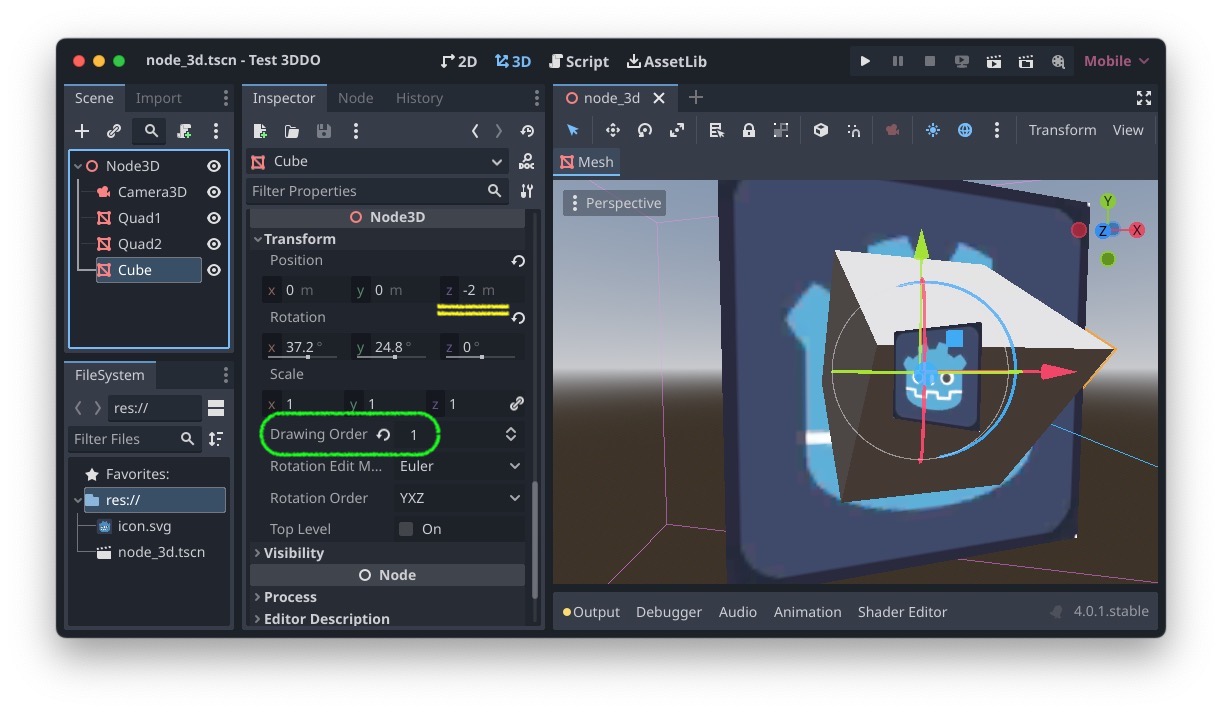 node_3d.tscn - Test 3DDO
2D 3D Script AssetLib
Mobile
Scene Import
Inspector Node History
node_3d
Transform View
Cube
Mesh
Filter Properties
Perspective
Node3D
Camera3D
Quad1
Quad2
Cube
Node3D
Transform
Position
x 0 m y 0 m z -2 m
Rotation
x 37.2 ° y 24.8 ° z 0 °
Scale
x 1 y 1 z 1
Drawing Order 1
Rotation Edit M... Euler
Rotation Order YXZ
Top Level On
Visibility
Node
Process
Editor Description
FileSystem
res://
Filter Files
Favorites:
res://
icon.svg
node_3d.tscn
Y
Z X
Output Debugger Audio Animation Shader Editor 4.0.1.stable